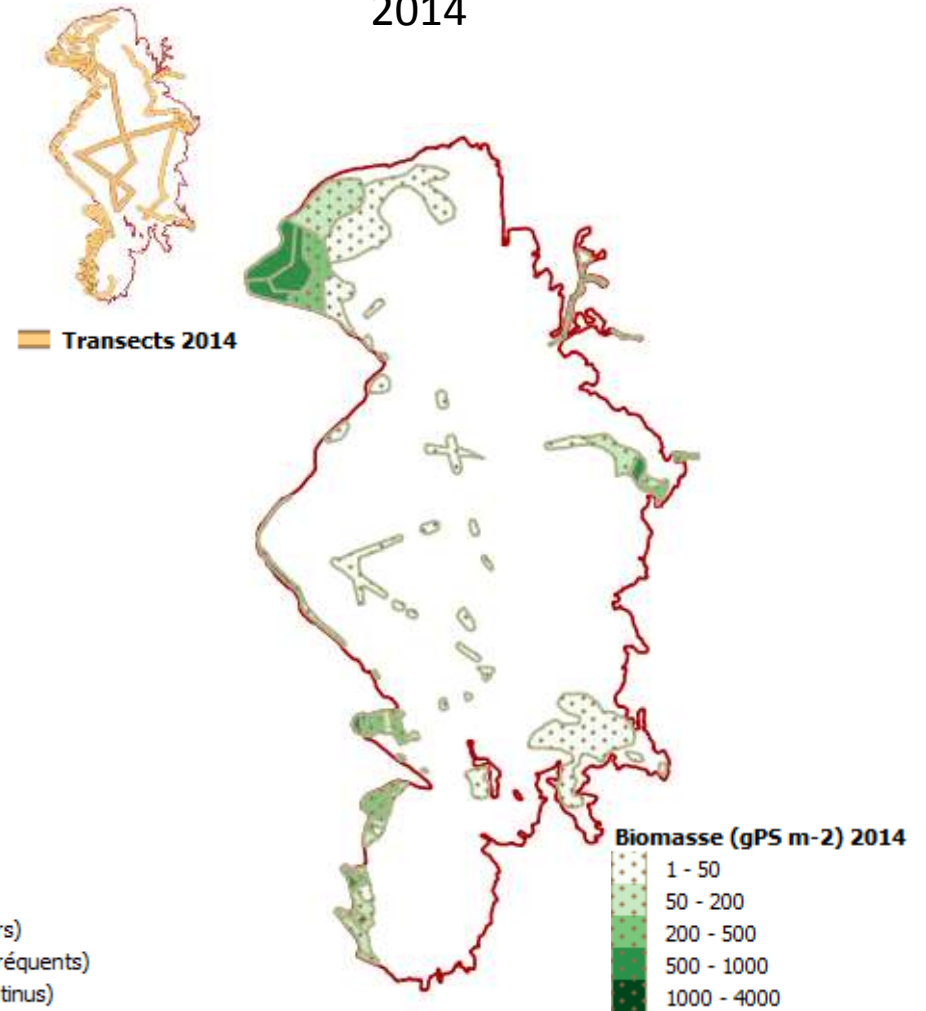 2014
Transects 2014
Biomasse (gPS m-2) 2014
1 - 50
50 - 200
200 - 500
500 - 1000
1000 - 4000
rs)
réquents)
tinus)